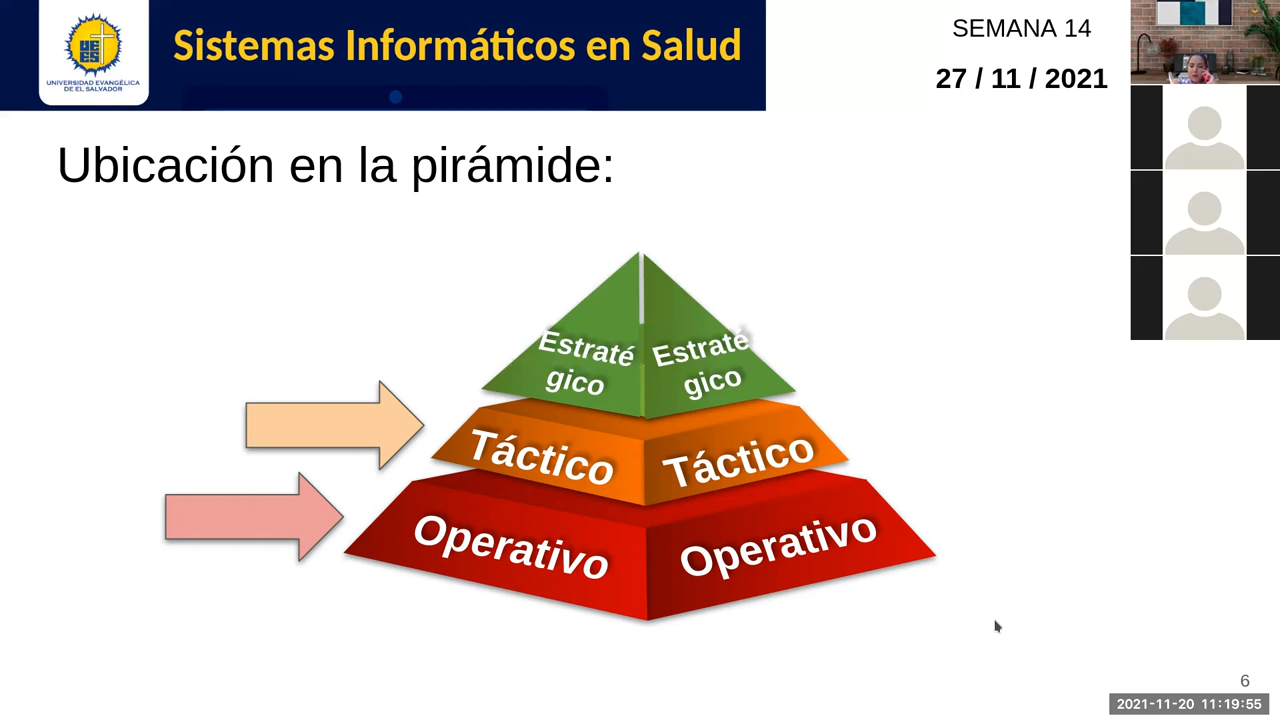 UNIVERSIDAD EVANGÉLICA
DE EL SALVADOR
Sistemas Informáticos en Salud
SEMANA 14
27 / 11 / 2021
Ubicación en la pirámide:
Estraté
gico
Estraté
gico
Táctico
Táctico
Operativo
Operativo
6
2021-11-20 11:19:55